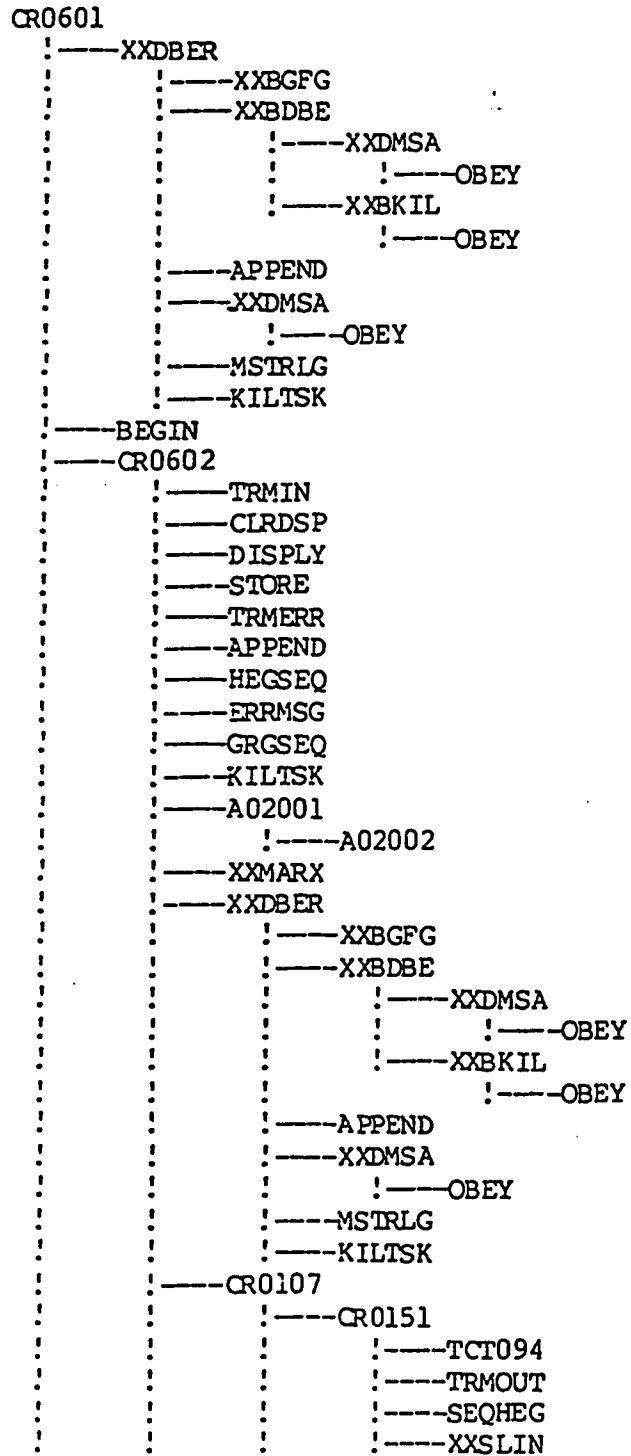 CR0601
XXDBER
XXBGFG
XXBDBE
XXDMSA
OBEY
XXBKIL
OBEY
APPEND
XXDMSA
OBEY
MSTRLG
KILTSK
BEGIN
CR0602
TRMIN
CLRDSP
DISPLY
STORE
TRMERR
APPEND
HEGSEQ
ERRMSG
GRGSEQ
KILTSK
A02001
A02002
XXMARX
XXDBER
XXBGFG
XXBDBE
XXDMSA
OBEY
XXBKIL
OBEY
APPEND
XXDMSA
OBEY
MSTRLG
KILTSK
CR0107
CR0151
TCT094
TRMOUT
SEQHEG
XXSLIN